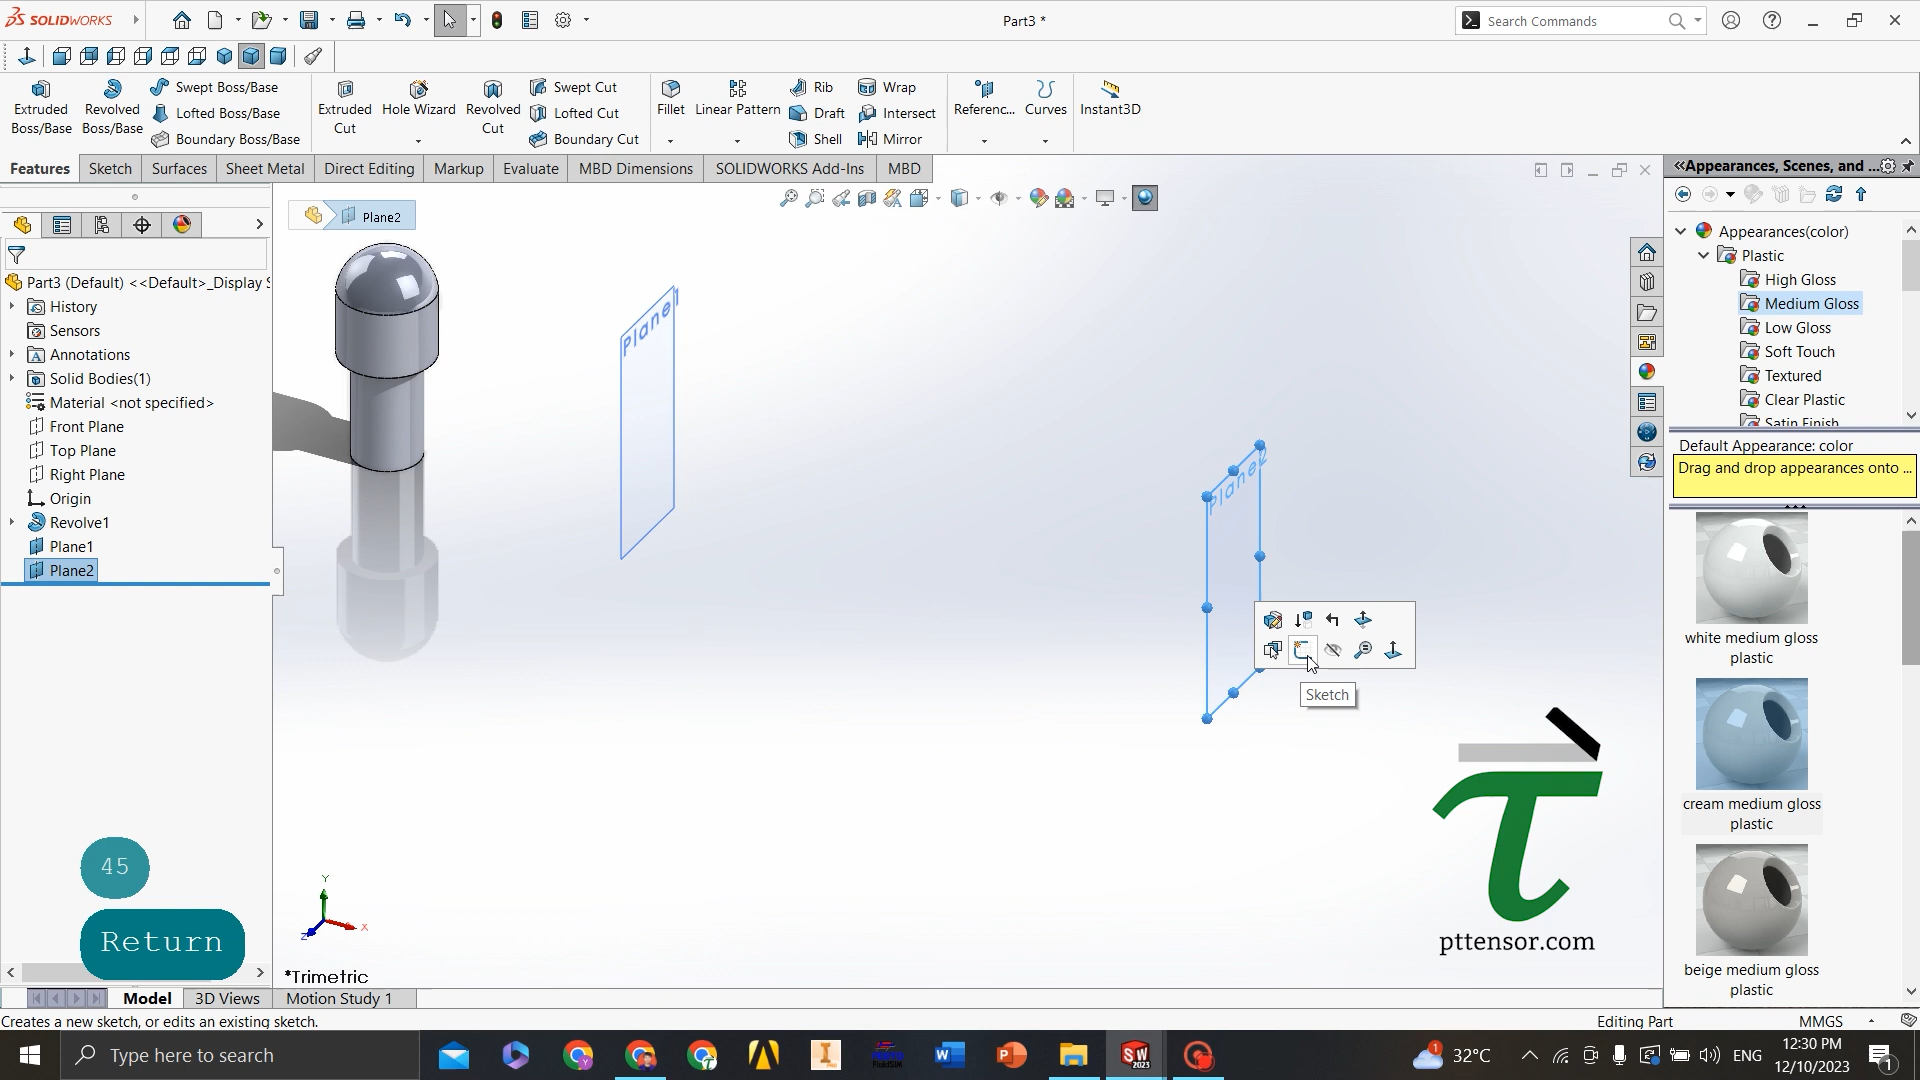 SOLIDWORKS
Part3 *
Search Commands
Extruded Boss/Base
Revolved Boss/Base
Swept Boss/Base
Lofted Boss/Base
Boundary Boss/Base
Extruded Cut
Hole Wizard
Revolved Cut
Swept Cut
Lofted Cut
Boundary Cut
Fillet
Linear Pattern
Rib
Draft
Shell
Wrap
Intersect
Mirror
Referenc...
Curves
Instant3D
Features
Sketch
Surfaces
Sheet Metal
Direct Editing
Markup
Evaluate
MBD Dimensions
SOLIDWORKS Add-Ins
MBD
Plane2
Part3 (Default) <<Default>_Display S
History
Sensors
Annotations
Solid Bodies(1)
Material <not specified>
Front Plane
Top Plane
Right Plane
Origin
Revolve1
Plane1
Plane2
Plane1
Plane2
Sketch
Appearances, Scenes, and ...
Appearances(color)
Plastic
High Gloss
Medium Gloss
Low Gloss
Soft Touch
Textured
Clear Plastic
Satin Finish
Default Appearance: color
Drag and drop appearances onto ...
white medium gloss
plastic
cream medium gloss
plastic
beige medium gloss
plastic
pttensor.com
45
Return
Y
X
Z
*Trimetric
Model
3D Views
Motion Study 1
Creates a new sketch, or edits an existing sketch.
Editing Part
MMGS
Type here to search
SW
2023
1
32°C
ENG
12:30 PM
12/10/2023
1